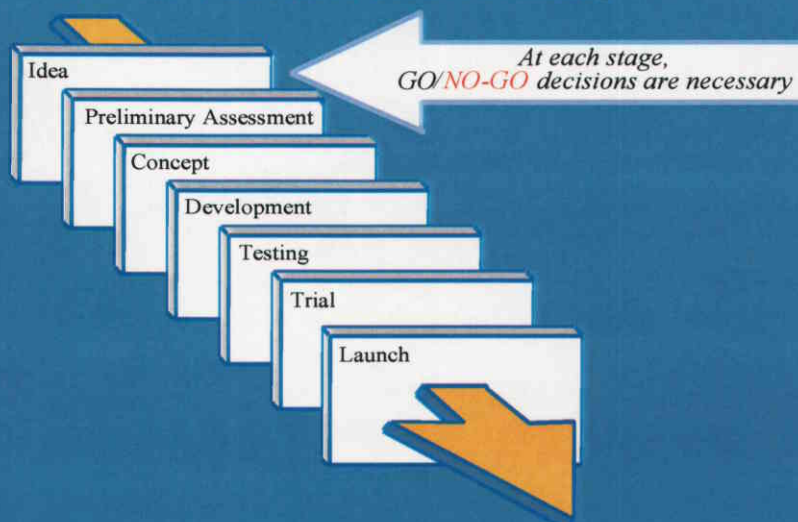 Idea
At each stage,
GO/NO-GO decisions are necessary
Preliminary Assessment
Concept
Development
Testing
Trial
Launch